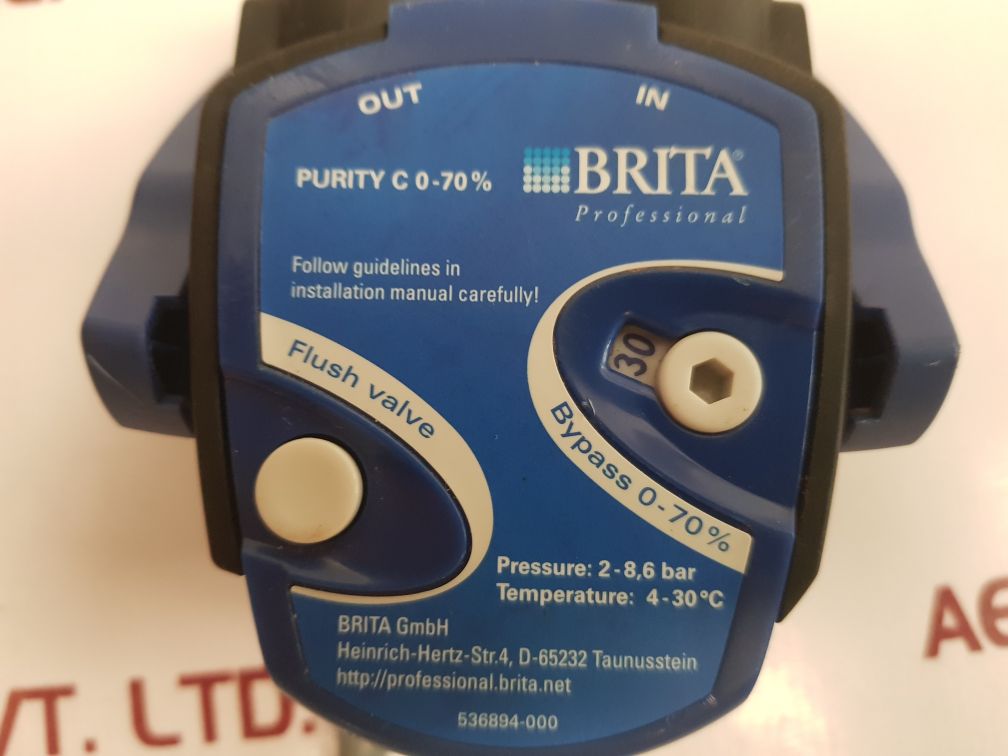 OUT
IN
PURITY C 0-70%
BRITA®
Professional
Follow guidelines in
installation manual carefully!
Flush valve
30
Bypass 0-70%
Pressure: 2-8,6 bar
Temperature: 4-30°C
BRITA GmbH
Heinrich-Hertz-Str.4, D-65232 Taunusstein
http://professional.brita.net
536894-000
VT. LTD.